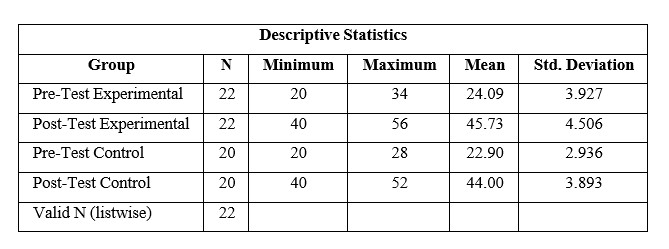 Descriptive Statistics
Group N Minimum Maximum Mean Std. Deviation
Pre-Test Experimental 22 20 34 24.09 3.927
Post-Test Experimental 22 40 56 45.73 4.506
Pre-Test Control 20 20 28 22.90 2.936
Post-Test Control 20 40 52 44.00 3.893
Valid N (listwise) 22